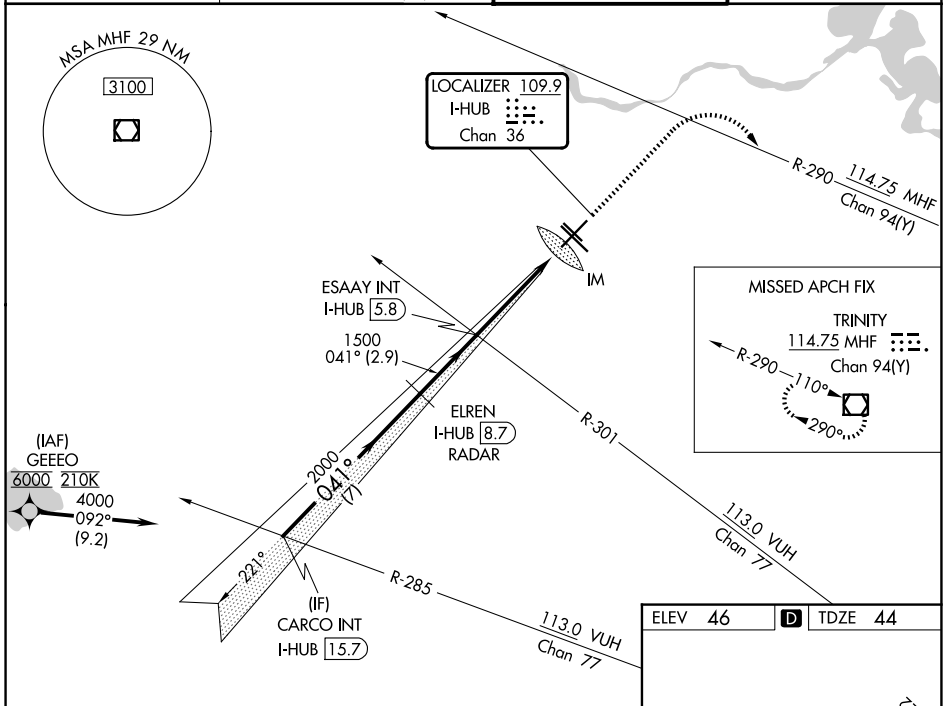 MSA MHF 29 NM
3100
LOCALIZER 109.9
I-HUB
Chan 36
R-290
114.75 MHF
Chan 94(Y)
IM
ESAAY INT
I-HUB 5.8
1500
041° (2.9)
MISSED APCH FIX
TRINITY
114.75 MHF
Chan 94(Y)
R-290
110°
290°
ELREN
I-HUB 8.7
RADAR
R-301
113.0 VUH
Chan 77
(IAF)
GEEEO
6000 210K
4000
092°
(9.2)
2000
041°
(7)
221°
R-285
113.0 VUH
Chan 77
(IF)
CARCO INT
I-HUB 15.7
ELEV 46 D TDZE 44